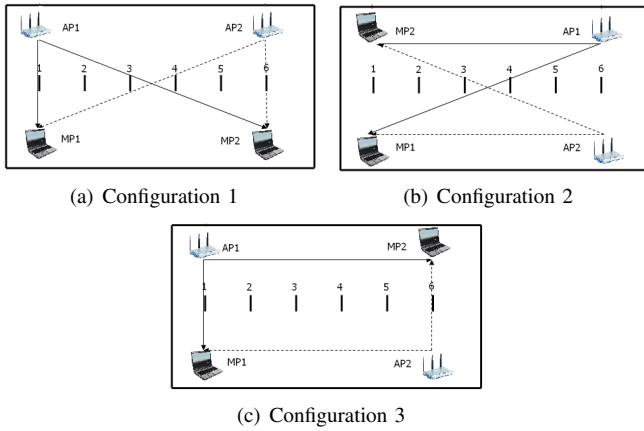 AP1 AP2
1 2 3 4 5 6
MP1 MP2
(a) Configuration 1
MP2 AP1
1 2 3 4 5 6
MP1 AP2
(b) Configuration 2
AP1 MP2
1 2 3 4 5 6
MP1 AP2
(c) Configuration 3